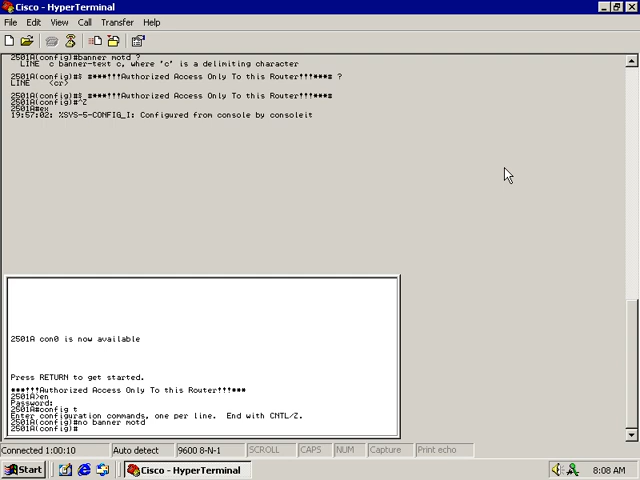 Cisco - HyperTerminal
File Edit View Call Transfer Help
2501A(config)#banner motd ?
LINE c banner-text c, where 'c' is a delimiting character
2501A(config)#% #***!!!Authorized Access Only To this Router!!!***# ?
LINE <cr>
2501A(config)#% #***!!!Authorized Access Only To this Router!!!***#
2501A(config)#^Z
2501A#ex
19:57:02: %SYS-5-CONFIG_I: Configured from console by consoleit
2501A con0 is now available
Press RETURN to get started.
***!!!Authorized Access Only To this Router!!!***
2501A>en
Password:
2501A#config t
Enter configuration commands, one per line. End with CNTL/Z.
2501A(config)#no banner motd
2501A(config)#
Connected 1:00:10 Auto detect 9600 8-N-1 SCROLL CAPS NUM Capture Print echo
Start Cisco - HyperTerminal 8:08 AM